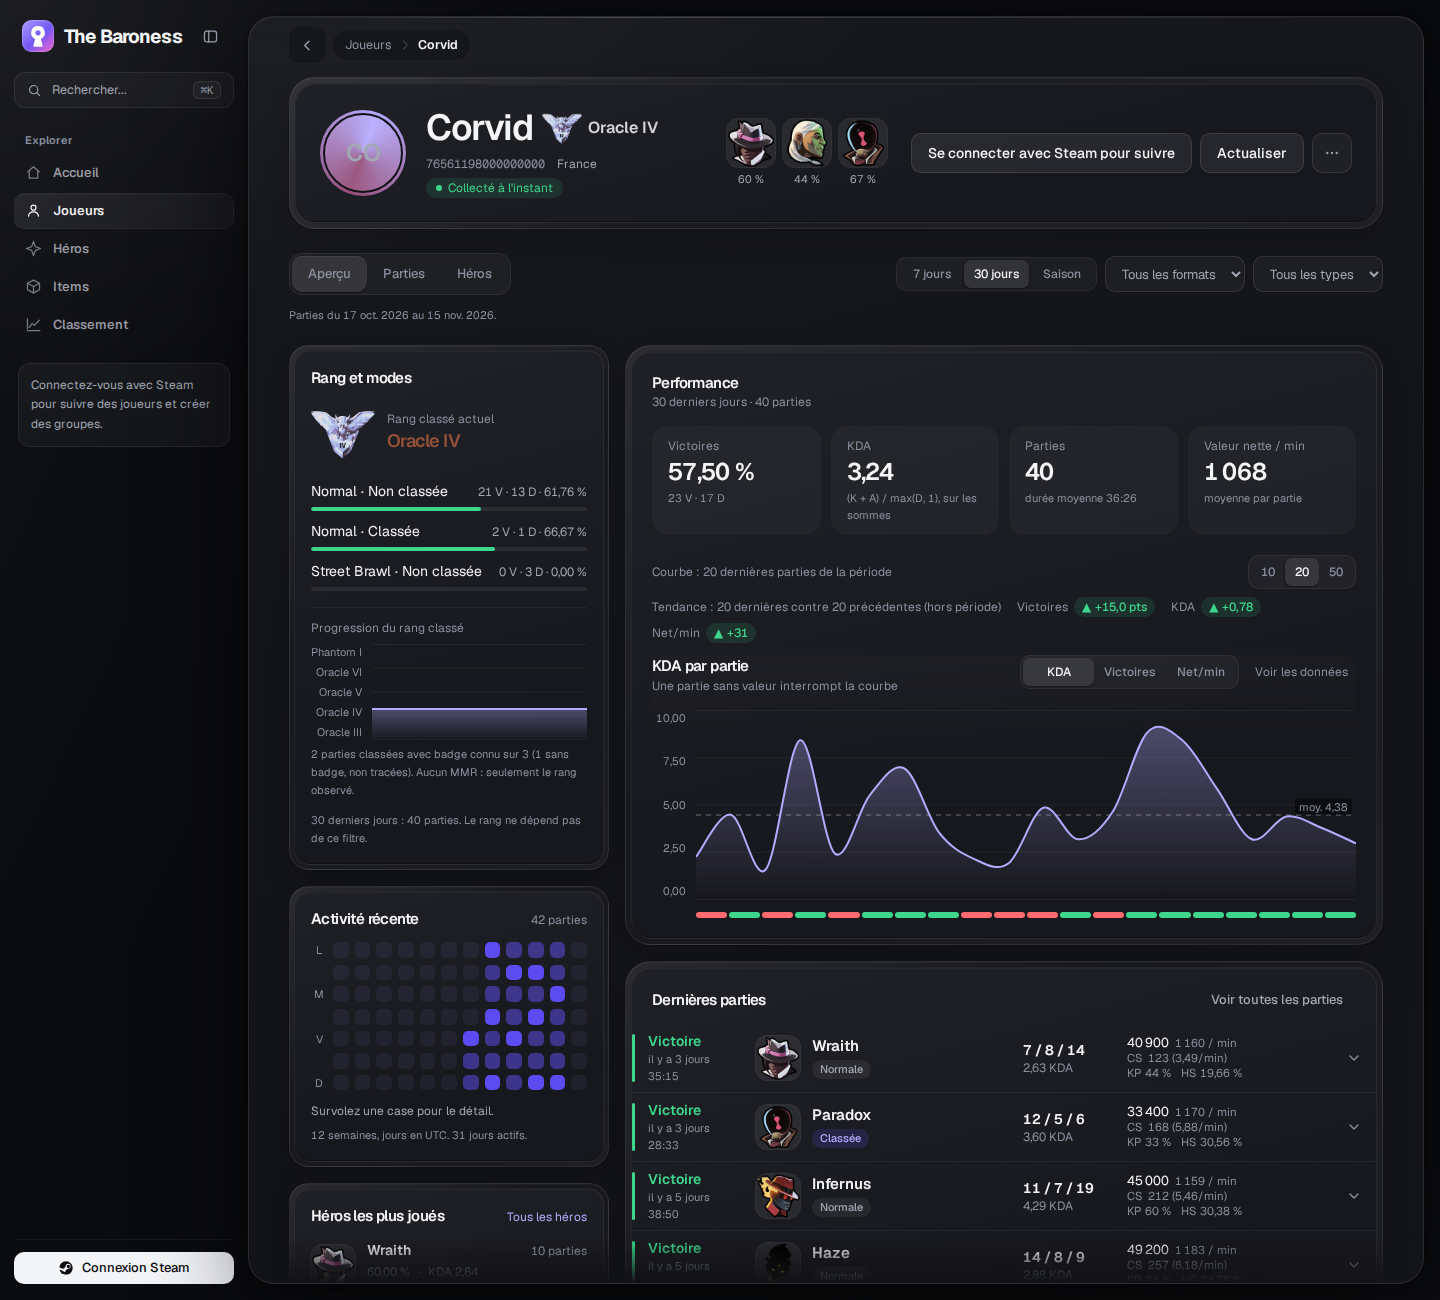 The Baroness
Rechercher...
⌘K
Explorer
Accueil
Joueurs
Héros
Items
Classement
Connectez-vous avec Steam
pour suivre des joueurs et créer
des groupes.
Connexion Steam
Joueurs
Corvid
CO
Corvid
Oracle IV
76561198000000000 France
Collecté à l'instant
60 % 44 % 67 %
Se connecter avec Steam pour suivre
Actualiser
···
Aperçu Parties Héros
7 jours 30 jours Saison
Tous les formats
Tous les types
Parties du 17 oct. 2026 au 15 nov. 2026.
Rang et modes
Rang classé actuel
Oracle IV
Normal · Non classée 21 V · 13 D · 61,76 %
Normal · Classée 2 V · 1 D · 66,67 %
Street Brawl · Non classée 0 V · 3 D · 0,00 %
Progression du rang classé
Phantom I
Oracle VI
Oracle V
Oracle IV
Oracle III
2 parties classées avec badge connu sur 3 (1 sans
badge, non tracées). Aucun MMR : seulement le rang
observé.
30 derniers jours : 40 parties. Le rang ne dépend pas
de ce filtre.
Activité récente 42 parties
L
M
V
D
Survolez une case pour le détail.
12 semaines, jours en UTC. 31 jours actifs.
Héros les plus joués Tous les héros
Wraith 10 parties
60,00 % · KDA 2,84
Performance
30 derniers jours · 40 parties
Victoires
57,50 %
23 V · 17 D
KDA
3,24
(K + A) / max(D, 1), sur les
sommes
Parties
40
durée moyenne 36:26
Valeur nette / min
1 068
moyenne par partie
Courbe : 20 dernières parties de la période
10 20 50
Tendance : 20 dernières contre 20 précédentes (hors période) Victoires ▲ +15,0 pts KDA ▲ +0,78
Net/min ▲ +31
KDA par partie
Une partie sans valeur interrompt la courbe
KDA Victoires Net/min Voir les données
10,00
7,50
5,00
2,50
0,00
moy. 4,38
Dernières parties Voir toutes les parties
Victoire
il y a 3 jours
35:15
Wraith
Normale
7 / 8 / 14
2,63 KDA
40 900 1 160 / min
CS 123 (3,49/min)
KP 44 % HS 19,66 %
Victoire
il y a 3 jours
28:33
Paradox
Classée
12 / 5 / 6
3,60 KDA
33 400 1 170 / min
CS 168 (5,88/min)
KP 33 % HS 30,56 %
Victoire
il y a 5 jours
38:50
Infernus
Normale
11 / 7 / 19
4,29 KDA
45 000 1 159 / min
CS 212 (5,46/min)
KP 60 % HS 30,38 %
Victoire
il y a 5 jours
Haze
Normale
14 / 8 / 9
2,88 KDA
49 200 1 183 / min
CS 257 (6,18/min)